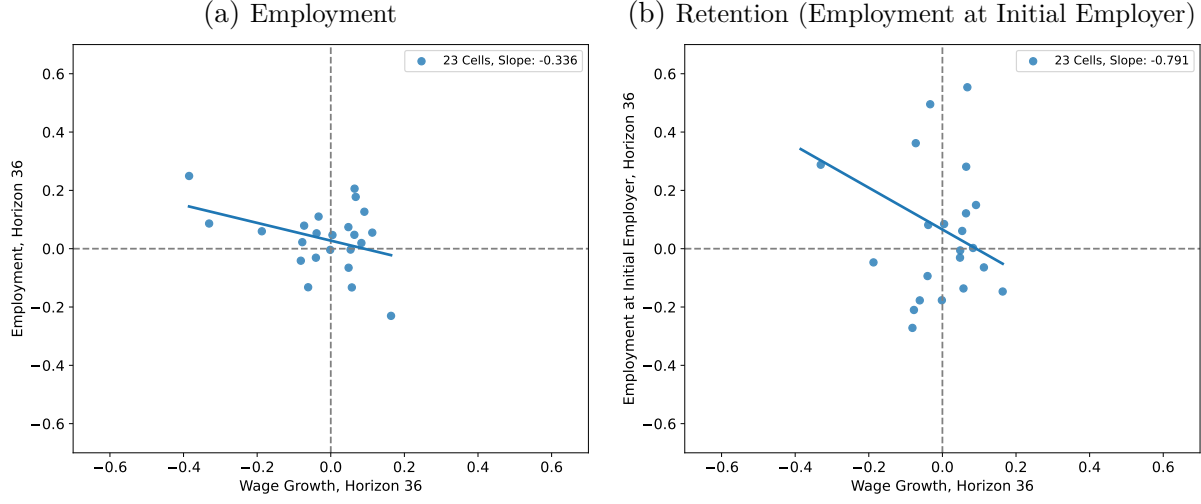 (a) Employment
23 Cells, Slope: -0.336
Employment, Horizon 36
0.6
0.4
0.2
0.0
−0.2
−0.4
−0.6
−0.6 −0.4 −0.2 0.0 0.2 0.4 0.6
Wage Growth, Horizon 36
(b) Retention (Employment at Initial Employer)
23 Cells, Slope: -0.791
Employment at Initial Employer, Horizon 36
0.6
0.4
0.2
0.0
−0.2
−0.4
−0.6
−0.6 −0.4 −0.2 0.0 0.2 0.4 0.6
Wage Growth, Horizon 36